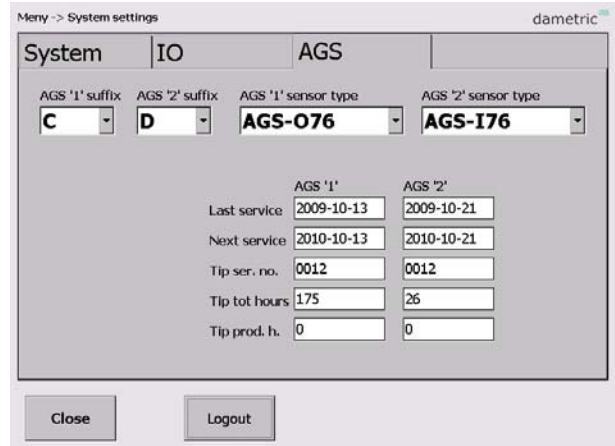 Meny -> System settings
dametric
System IO AGS
AGS '1' suffix AGS '2' suffix AGS '1' sensor type AGS '2' sensor type
C D AGS-O76 AGS-I76
AGS '1' AGS '2'
Last service 2009-10-13 2009-10-21
Next service 2010-10-13 2010-10-21
Tip ser. no. 0012 0012
Tip tot hours 175 26
Tip prod. h. 0 0
Close Logout